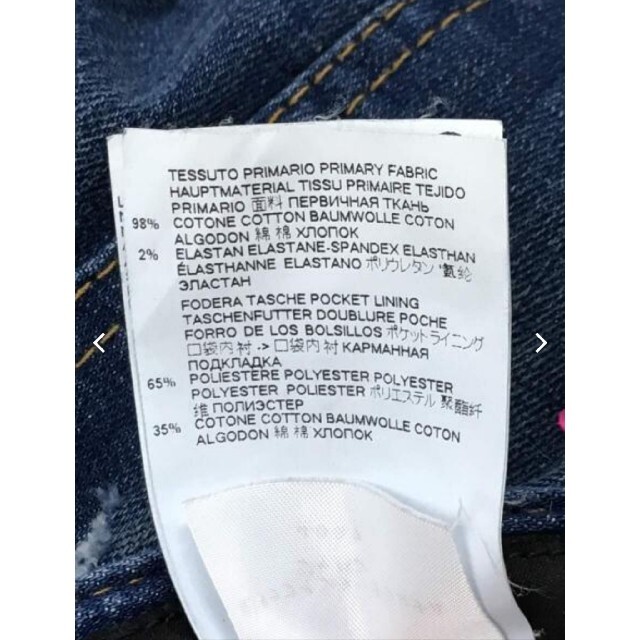 TESSUTO PRIMARIO PRIMARY FABRIC
HAUPTMATERIAL TISSU PRIMAIRE TEJIDO
PRIMARIO 面料 ПЕРВИЧНАЯ ТКАНЬ
98% COTONE COTTON BAUMWOLLE COTON
ALGODON 綿 棉 ХЛОПОК
2% ELASTAN ELASTANE-SPANDEX ELASTHAN
ÉLASTHANNE ELASTANO ポリウレタン 氨纶
ЭЛАСТАН
FODERA TASCHE POCKET LINING
TASCHENFUTTER DOUBLURE POCHE
FORRO DE LOS BOLSILLOS ポケットライニング
口袋内衬 -> 口袋内衬 КАРМАННАЯ
ПОДКЛАДКА
65% POLIESTERE POLYESTER POLYESTER
POLYESTER POLIESTER ポリエステル 聚酯纤
维 ПОЛИЭСТЕР
35% COTONE COTTON BAUMWOLLE COTON
ALGODON 綿 棉 ХЛОПОК